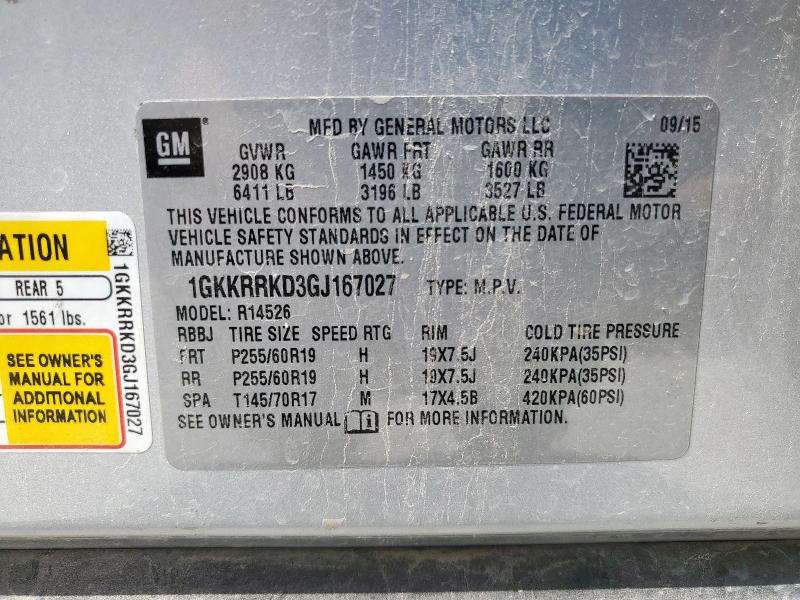 GM
MFD BY GENERAL MOTORS LLC 09/15
GVWR GAWR FRT GAWR RR
2908 KG 1450 KG 1600 KG
6411 LB 3196 LB 3527 LB
THIS VEHICLE CONFORMS TO ALL APPLICABLE U.S. FEDERAL MOTOR
VEHICLE SAFETY STANDARDS IN EFFECT ON THE DATE OF
MANUFACTURE SHOWN ABOVE.
1GKKRRKD3GJ167027 TYPE: M.P.V.
MODEL: R14526
RBBJ TIRE SIZE SPEED RTG RIM COLD TIRE PRESSURE
FRT P255/60R19 H 19X7.5J 240KPA(35PSI)
RR P255/60R19 H 19X7.5J 240KPA(35PSI)
SPA T145/70R17 M 17X4.5B 420KPA(60PSI)
SEE OWNER'S MANUAL FOR MORE INFORMATION.
ATION
REAR 5
or 1561 lbs.
SEE OWNER'S
MANUAL FOR
ADDITIONAL
INFORMATION
1GKKRRKD3GJ167027